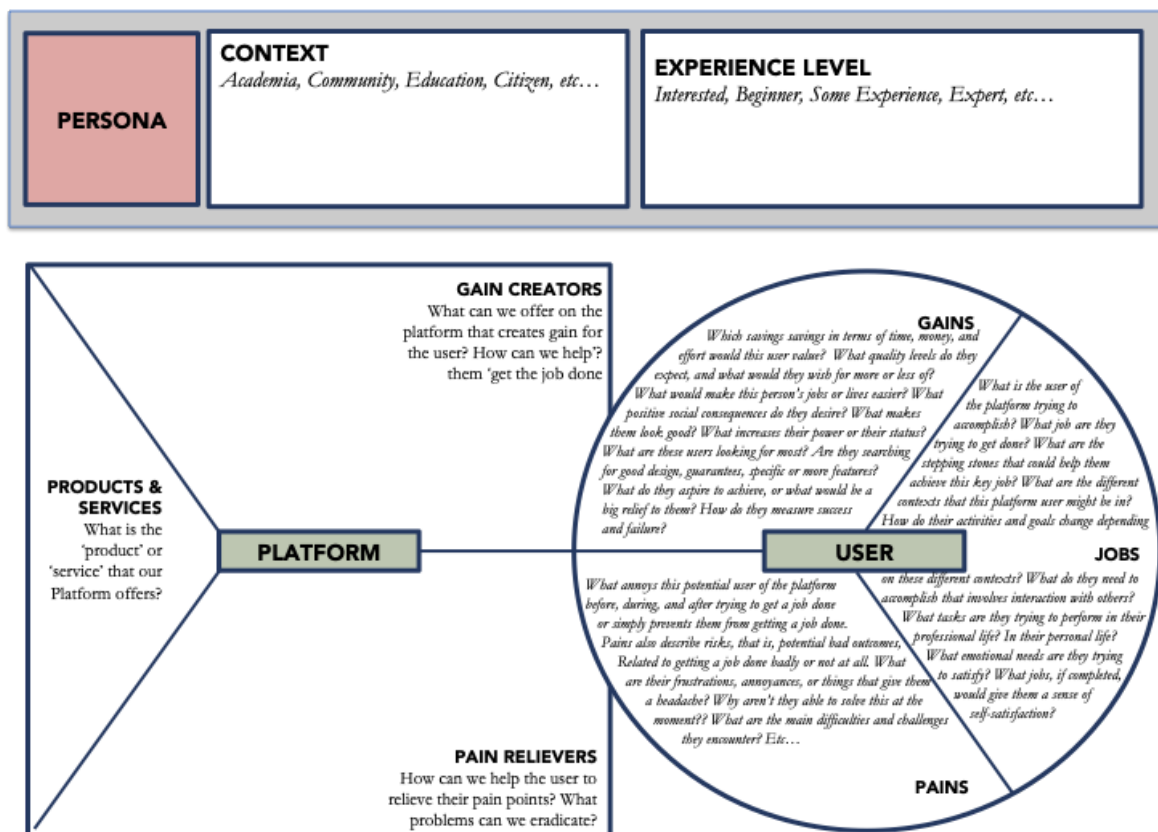 PERSONA
CONTEXT
Academia, Community, Education, Citizen, etc…
EXPERIENCE LEVEL
Interested, Beginner, Some Experience, Expert, etc…
GAIN CREATORS
What can we offer on the
platform that creates gain for
the user? How can we help'?
them 'get the job done
PRODUCTS &
SERVICES
What is the
'product' or
'service' that our
Platform offers?
PLATFORM
PAIN RELIEVERS
How can we help the user to
relieve their pain points? What
problems can we eradicate?
GAINS
Which savings savings in terms of time, money, and
effort would this user value? What quality levels do they
expect, and what would they wish for more or less of?
What would make this person's jobs or lives easier? What
positive social consequences do they desire? What makes
them look good? What increases their power or their status?
What are these users looking for most? Are they searching
for good design, guarantees, specific or more features?
What do they aspire to achieve, or what would be a
big relief to them? How do they measure success
and failure?
USER
What is the user of
the platform trying to
accomplish? What job are they
trying to get done? What are the
stepping stones that could help them
achieve this key job? What are the different
contexts that this platform user might be in?
How do their activities and goals change depending
JOBS
on these different contexts? What do they need to
accomplish that involves interaction with others?
What tasks are they trying to perform in their
professional life? In their personal life?
What emotional needs are they trying
to satisfy? What jobs, if completed,
would give them a sense of
self-satisfaction?
What annoys this potential user of the platform
before, during, and after trying to get a job done
or simply prevents them from getting a job done.
Pains also describe risks, that is, potential bad outcomes,
Related to getting a job done badly or not at all. What
are their frustrations, annoyances, or things that give them
a headache? Why aren't they able to solve this at the
moment?? What are the main difficulties and challenges
they encounter? Etc…
PAINS